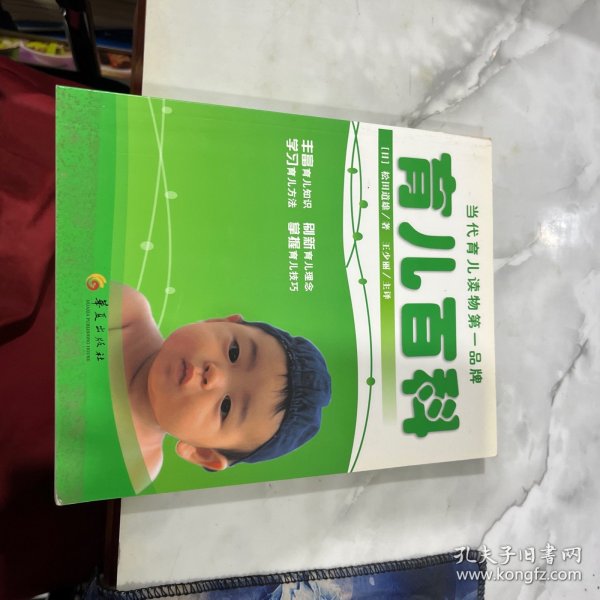 当代育儿读物第一品牌
育儿百科
[日] 松田道雄/著 王少丽/主译
丰富育儿知识 刷新育儿理念
学习育儿方法 掌握育儿技巧
华夏出版社
HUAXIA PUBLISHING HOUSE
孔夫子旧书网
www.kongfz.com